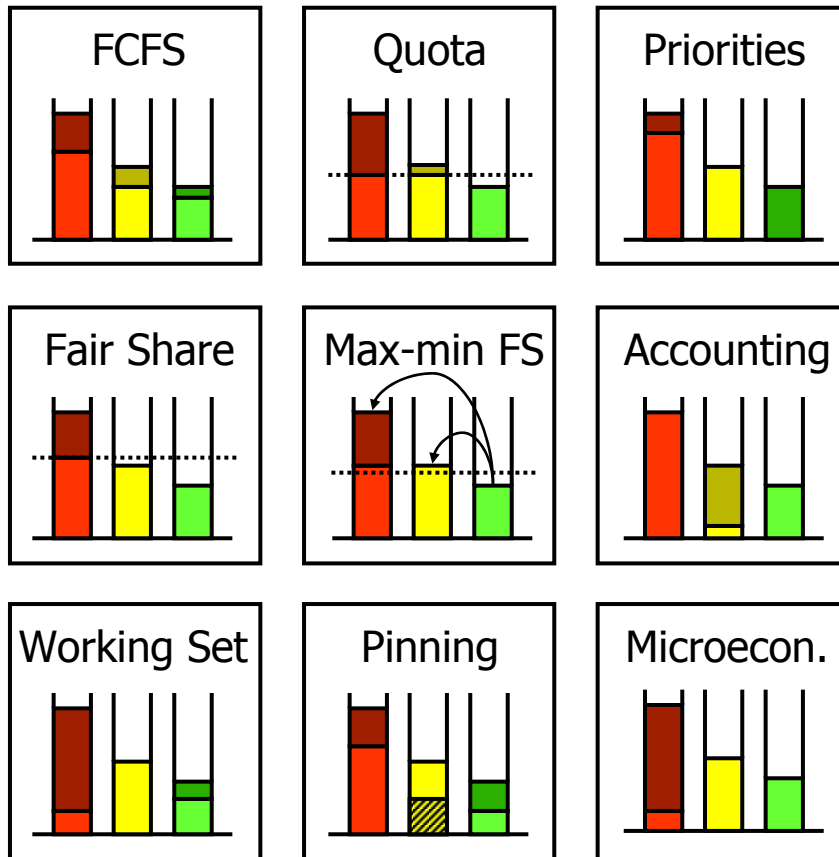 FCFS
Quota
Priorities
Fair Share
Max-min FS
Accounting
Working Set
Pinning
Microecon.